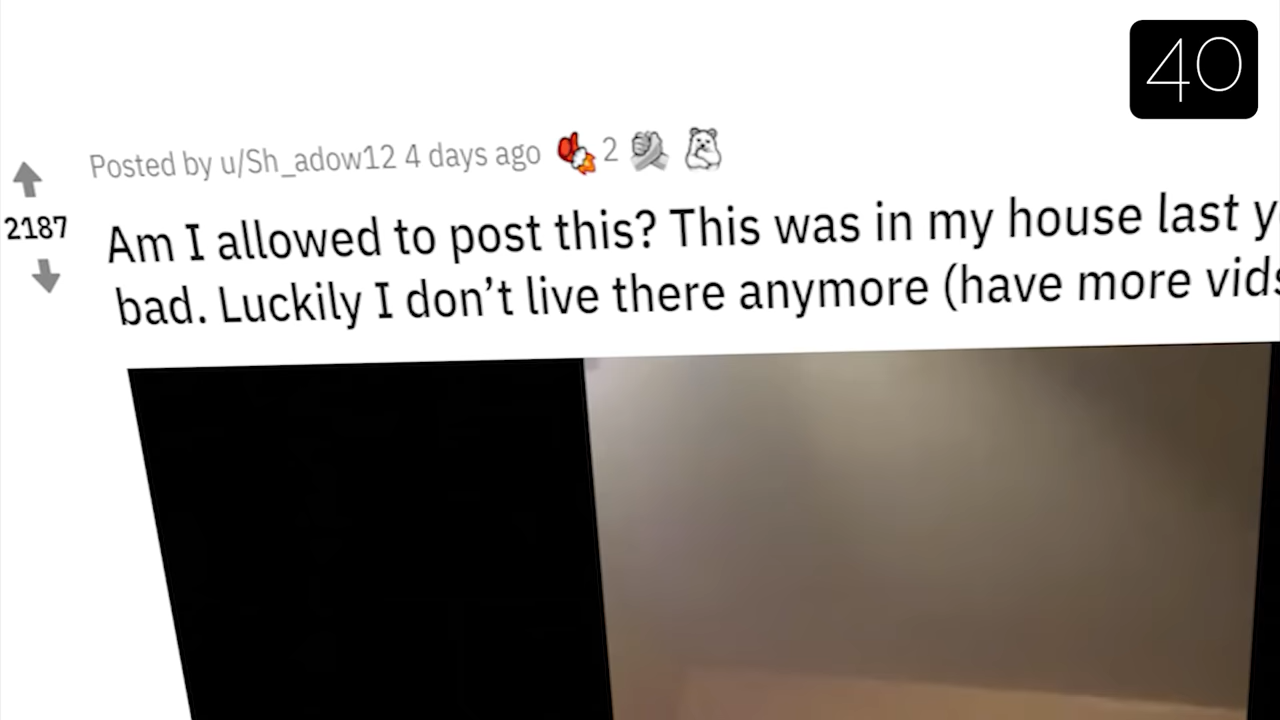 40
Posted by u/Sh_adow12 4 days ago 2
2187
Am I allowed to post this? This was in my house last
bad. Luckily I don’t live there anymore (have more